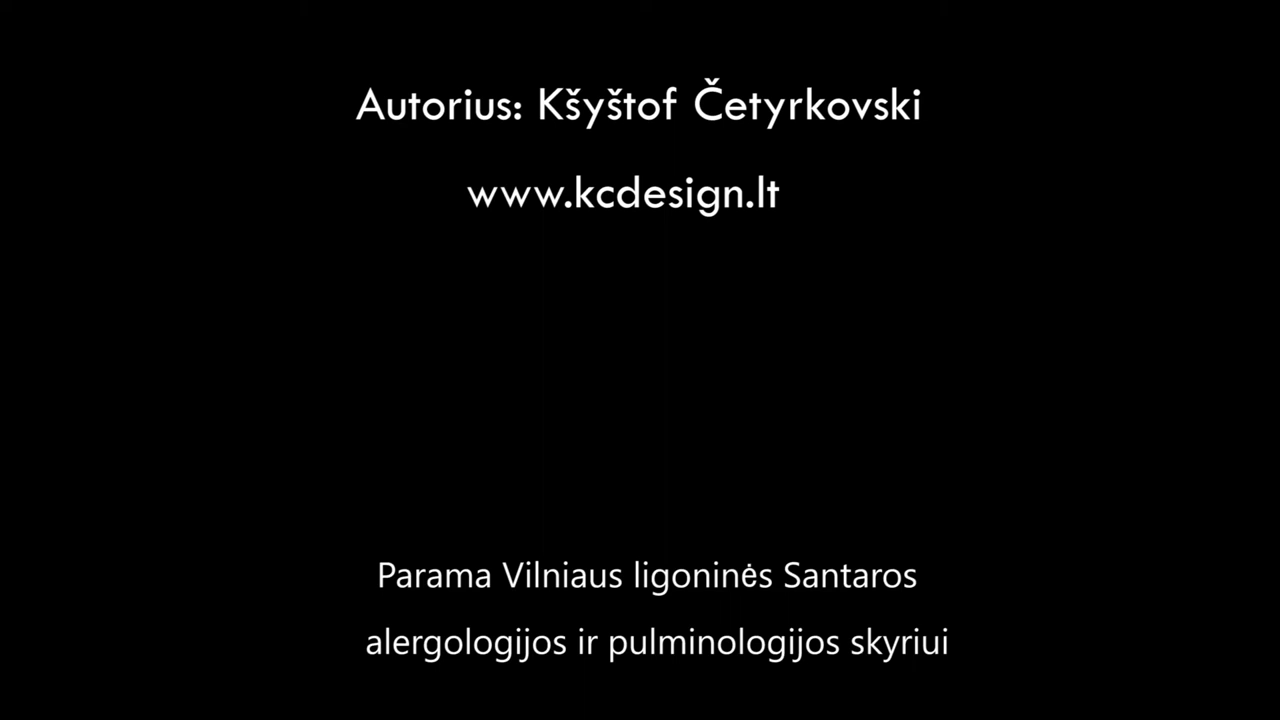 Autorius: Kšyštof Četyrkovski
www.kcdesign.lt
Parama Vilniaus ligoninės Santaros
alergologijos ir pulminologijos skyriui